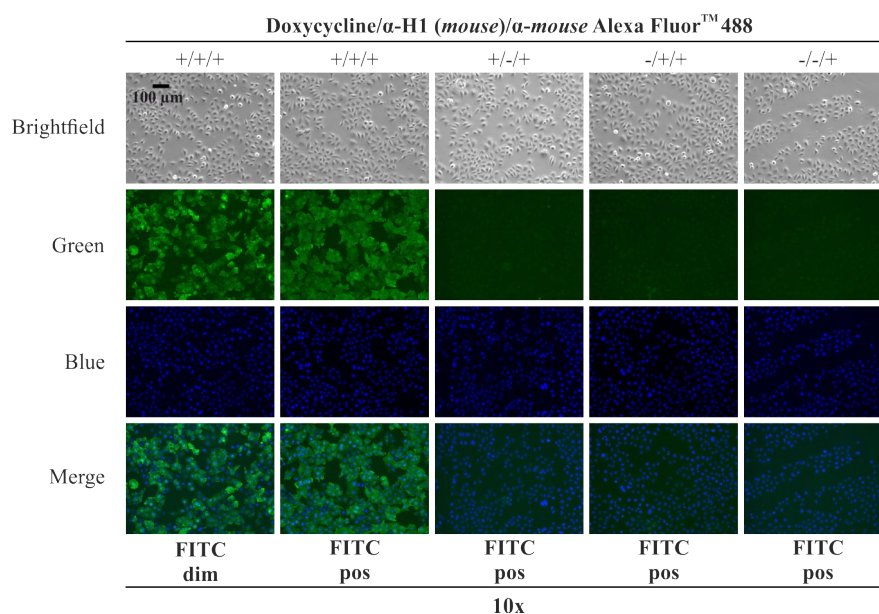 Doxycycline/α-H1 (mouse)/α-mouse Alexa Fluor™ 488
+/+/+ +/+/+ +/-/+ -/+/+ -/-/+
100 µm
Brightfield
Green
Blue
Merge
FITC dim FITC pos FITC pos FITC pos FITC pos
10x